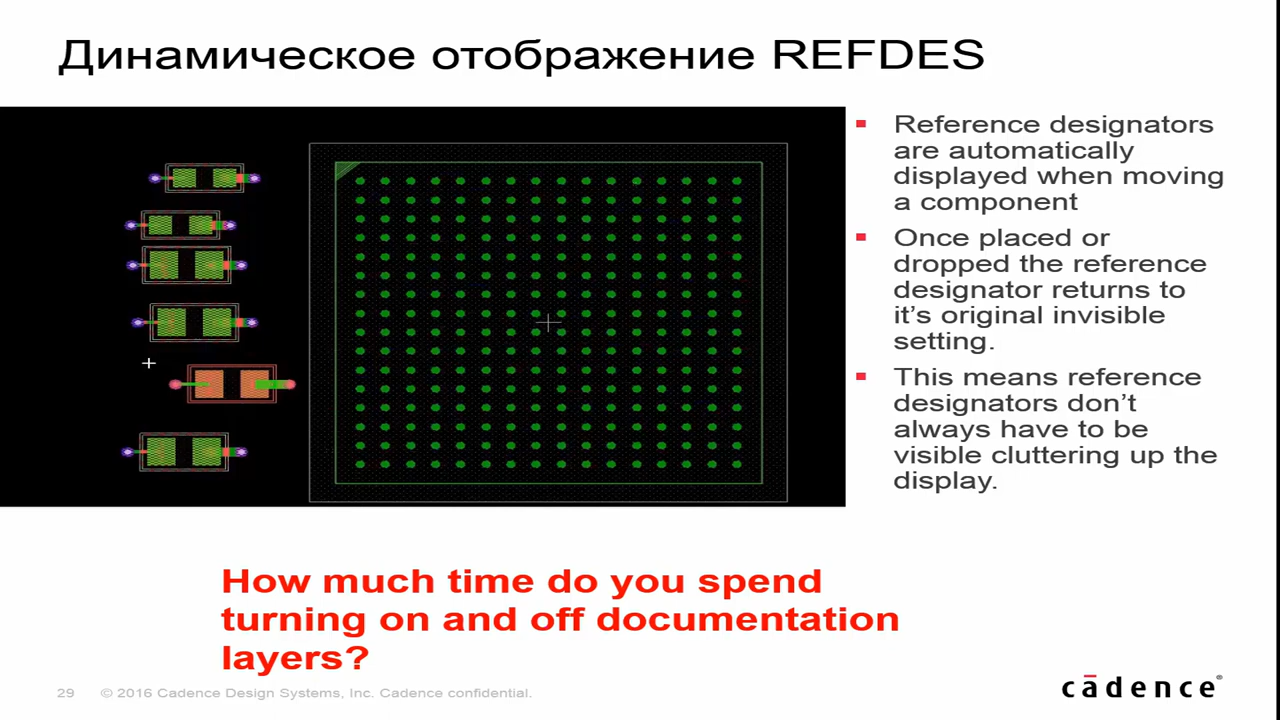 Динамическое отображение REFDES
Reference designators
are automatically
displayed when moving
a component
Once placed or
dropped the reference
designator returns to
it’s original invisible
setting.
This means reference
designators don’t
always have to be
visible cluttering up the
display.
How much time do you spend
turning on and off documentation
layers?
29 © 2016 Cadence Design Systems, Inc. Cadence confidential.
cādence®